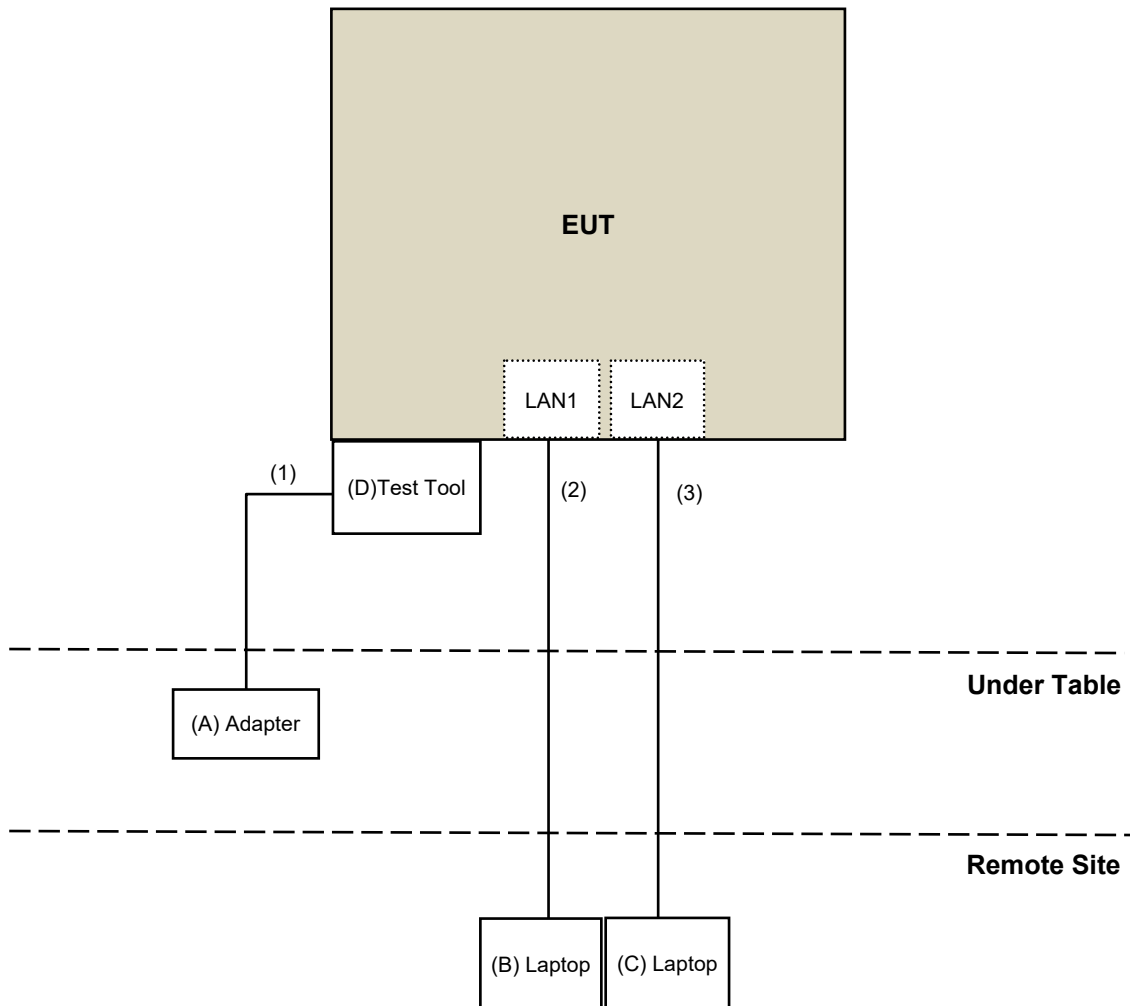 EUT
LAN1
LAN2
(1)
(D)Test Tool
(2)
(3)
Under Table
(A) Adapter
Remote Site
(B) Laptop
(C) Laptop